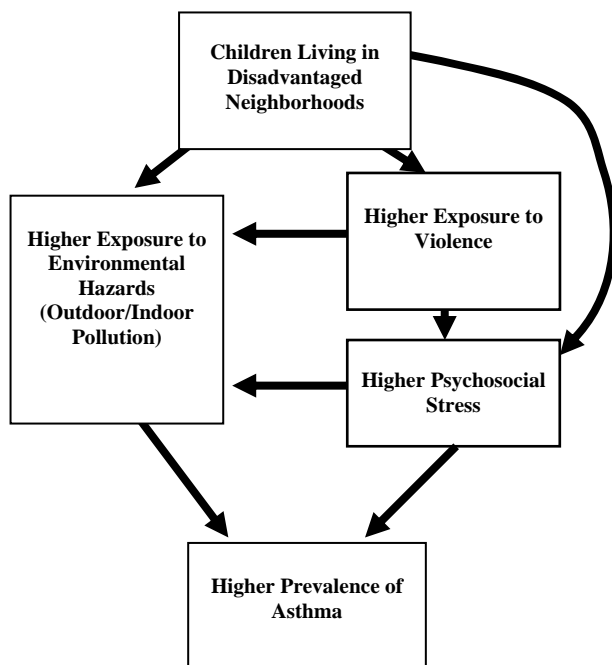 Children Living in
Disadvantaged
Neighborhoods
Higher Exposure to
Environmental
Hazards
(Outdoor/Indoor
Pollution)
Higher Exposure to
Violence
Higher Psychosocial
Stress
Higher Prevalence of
Asthma